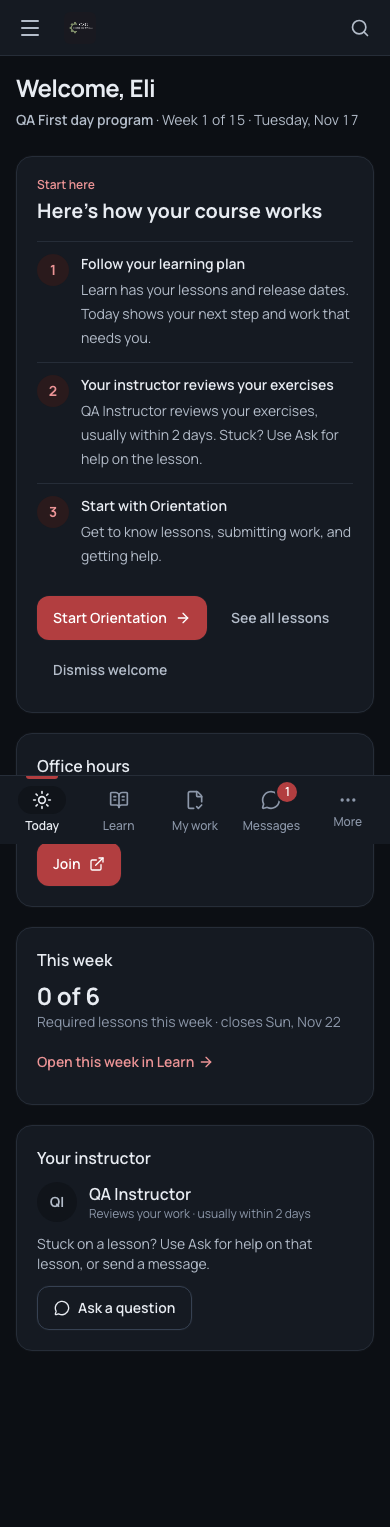 Welcome, Eli
QA First day program · Week 1 of 15 · Tuesday, Nov 17
Start here
Here's how your course works
1
Follow your learning plan
Learn has your lessons and release dates.
Today shows your next step and work that
needs you.
2
Your instructor reviews your exercises
QA Instructor reviews your exercises,
usually within 2 days. Stuck? Use Ask for
help on the lesson.
3
Start with Orientation
Get to know lessons, submitting work, and
getting help.
Start Orientation
See all lessons
Dismiss welcome
Office hours
Today
Learn
My work
1
Messages
More
Join
This week
0 of 6
Required lessons this week · closes Sun, Nov 22
Open this week in Learn
Your instructor
QI
QA Instructor
Reviews your work · usually within 2 days
Stuck on a lesson? Use Ask for help on that
lesson, or send a message.
Ask a question